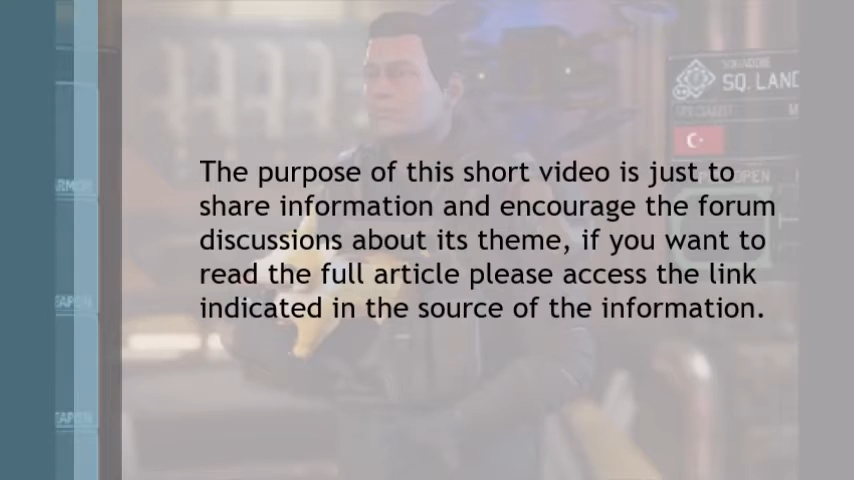 SQ. LAND
The purpose of this short video is just to
share information and encourage the forum
discussions about its theme, if you want to
read the full article please access the link
indicated in the source of the information.